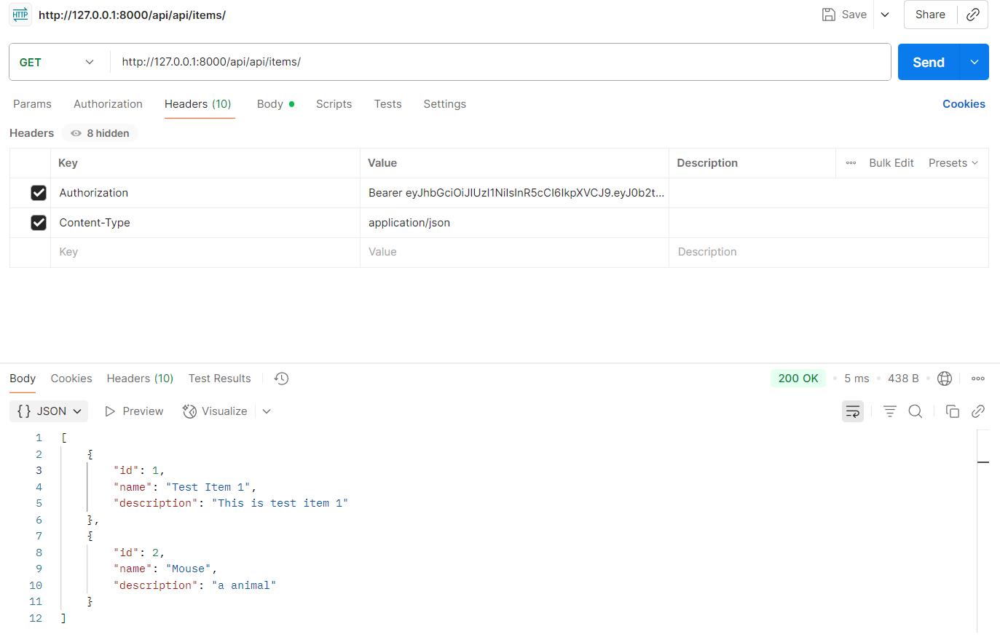 HTTP http://127.0.0.1:8000/api/api/items/ Save Share
GET http://127.0.0.1:8000/api/api/items/ Send
Params Authorization Headers (10) Body Scripts Tests Settings Cookies
Headers 8 hidden
Key Value Description Bulk Edit Presets
Authorization Bearer eyJhbGciOiJIUzI1NiIsInR5cCI6IkpXVCJ9.eyJ0b2t...
Content-Type application/json
Key Value Description
Body Cookies Headers (10) Test Results 200 OK 5 ms 438 B
{} JSON Preview Visualize
1 [
2 {
3 "id": 1,
4 "name": "Test Item 1",
5 "description": "This is test item 1"
6 },
7 {
8 "id": 2,
9 "name": "Mouse",
10 "description": "a animal"
11 }
12 ]